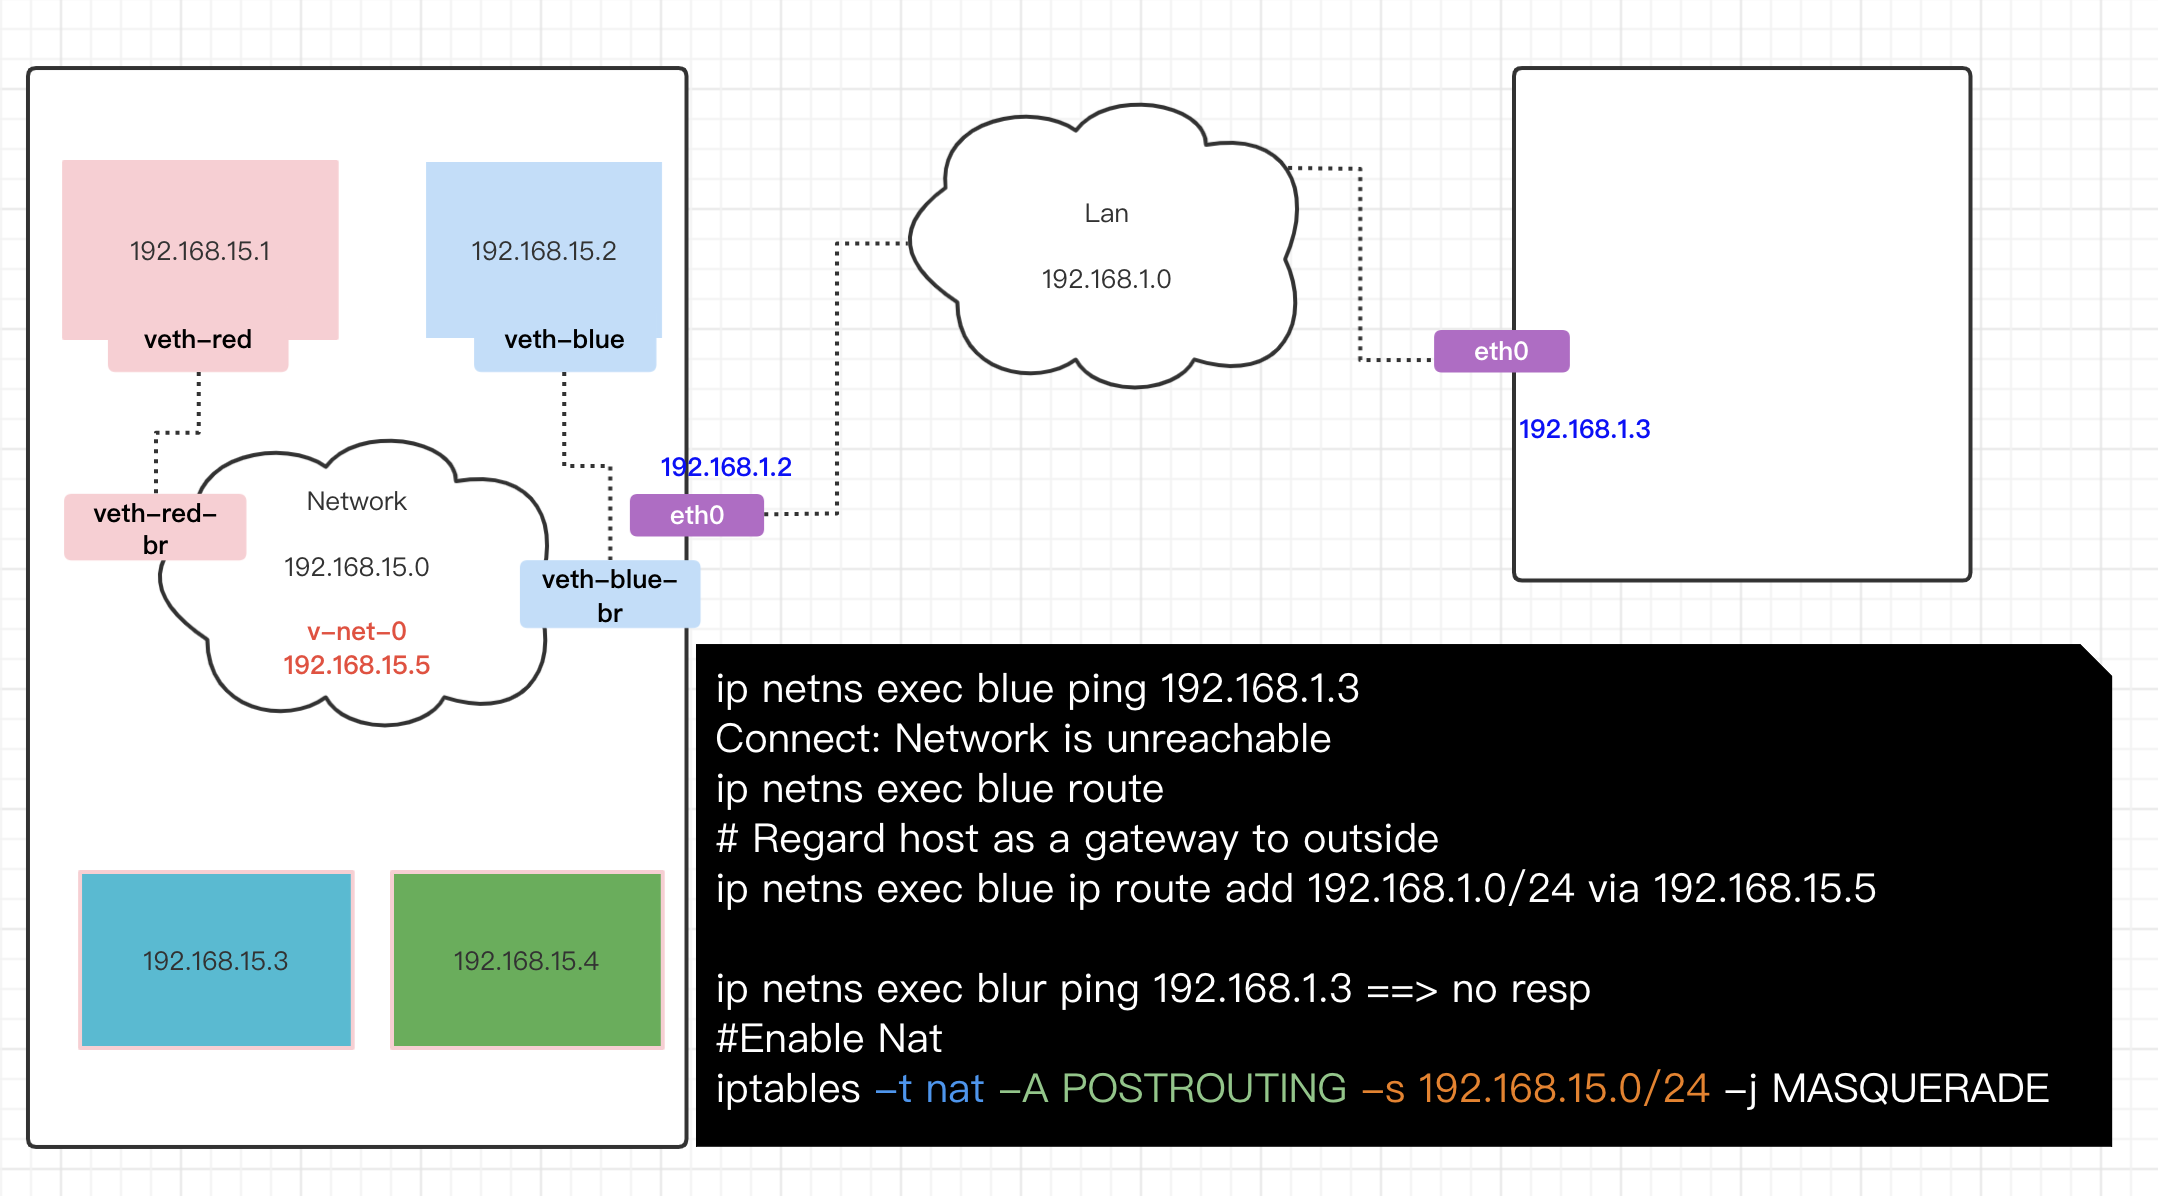 192.168.15.1
192.168.15.2
veth-red
veth-blue
veth-red-
br
Network
192.168.15.0
v-net-0
192.168.15.5
veth-blue-
br
192.168.1.2
eth0
Lan
192.168.1.0
eth0
192.168.1.3
192.168.15.3
192.168.15.4
ip netns exec blue ping 192.168.1.3
Connect: Network is unreachable
ip netns exec blue route
# Regard host as a gateway to outside
ip netns exec blue ip route add 192.168.1.0/24 via 192.168.15.5
ip netns exec blur ping 192.168.1.3 ==> no resp
#Enable Nat
iptables -t nat -A POSTROUTING -s 192.168.15.0/24 -j MASQUERADE